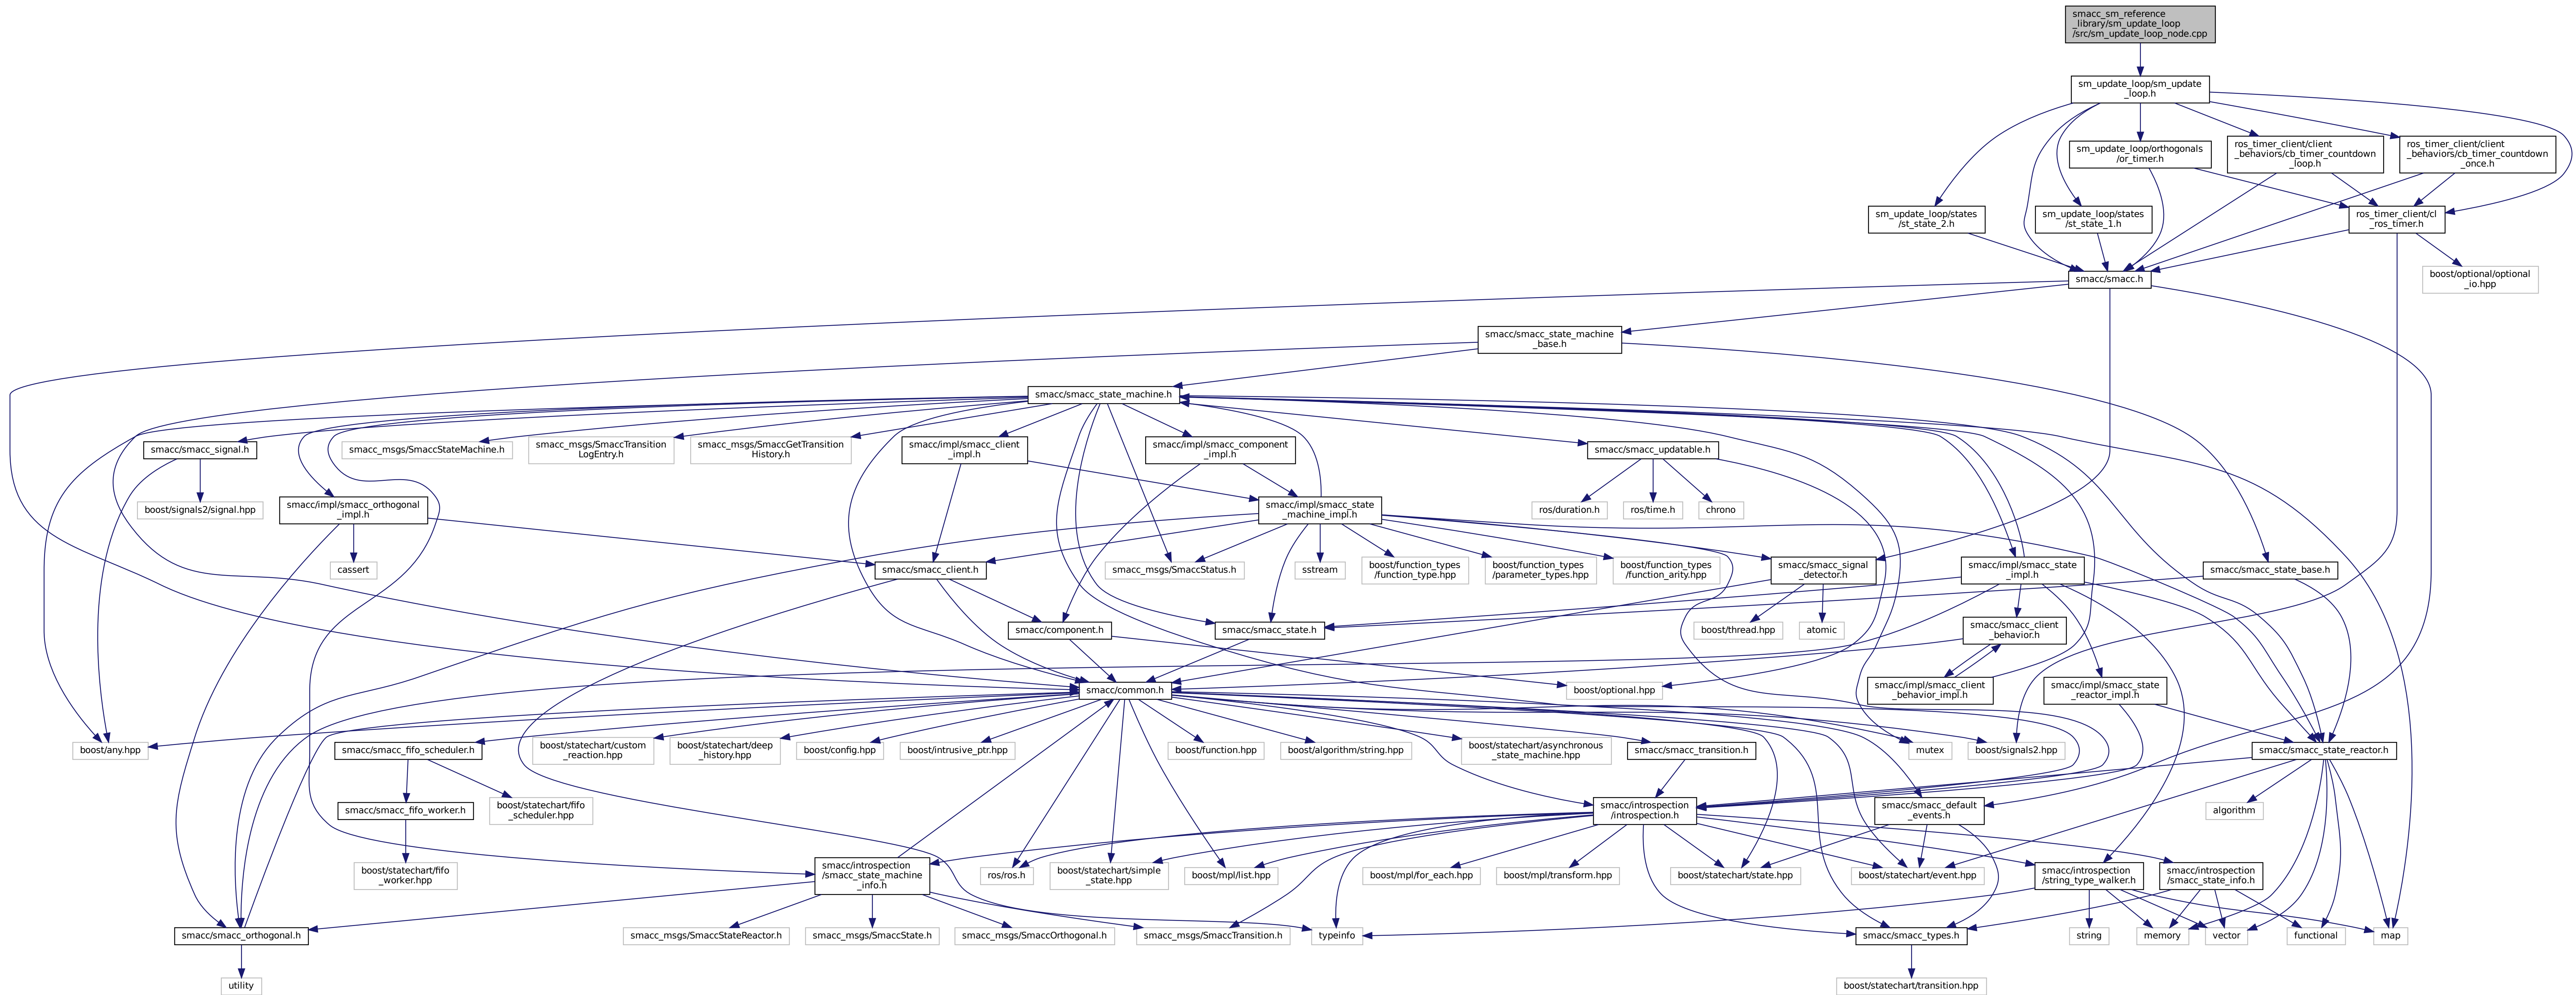 smacc_sm_reference
_library/sm_update_loop
/src/sm_update_loop_node.cpp
sm_update_loop/sm_update
_loop.h
sm_update_loop/orthogonals
/or_timer.h
ros_timer_client/client
_behaviors/cb_timer_countdown
_loop.h
ros_timer_client/client
_behaviors/cb_timer_countdown
_once.h
sm_update_loop/states
/st_state_2.h
sm_update_loop/states
/st_state_1.h
ros_timer_client/cl
_ros_timer.h
smacc/smacc.h
boost/optional/optional
_io.hpp
smacc/smacc_state_machine
_base.h
smacc/smacc_state_machine.h
smacc/smacc_signal.h
smacc_msgs/SmaccStateMachine.h
smacc_msgs/SmaccTransition
LogEntry.h
smacc_msgs/SmaccGetTransition
History.h
smacc/impl/smacc_client
_impl.h
smacc/impl/smacc_component
_impl.h
smacc/smacc_updatable.h
boost/signals2/signal.hpp
smacc/impl/smacc_orthogonal
_impl.h
smacc/impl/smacc_state
_machine_impl.h
ros/duration.h
ros/time.h
chrono
cassert
smacc/smacc_client.h
smacc_msgs/SmaccStatus.h
sstream
boost/function_types
/function_type.hpp
boost/function_types
/parameter_types.hpp
boost/function_types
/function_arity.hpp
smacc/smacc_signal
_detector.h
smacc/impl/smacc_state
_impl.h
smacc/smacc_state_base.h
smacc/component.h
smacc/smacc_state.h
boost/thread.hpp
atomic
smacc/smacc_client
_behavior.h
smacc/common.h
boost/optional.hpp
smacc/impl/smacc_client
_behavior_impl.h
smacc/impl/smacc_state
_reactor_impl.h
boost/any.hpp
smacc/smacc_fifo_scheduler.h
boost/statechart/custom
_reaction.hpp
boost/statechart/deep
_history.hpp
boost/config.hpp
boost/intrusive_ptr.hpp
boost/function.hpp
boost/algorithm/string.hpp
boost/statechart/asynchronous
_state_machine.hpp
smacc/smacc_transition.h
mutex
boost/signals2.hpp
smacc/smacc_state_reactor.h
smacc/smacc_fifo_worker.h
boost/statechart/fifo
_scheduler.hpp
smacc/introspection
/introspection.h
smacc/smacc_default
_events.h
algorithm
boost/statechart/fifo
_worker.hpp
smacc/introspection
/smacc_state_machine
_info.h
ros/ros.h
boost/statechart/simple
_state.hpp
boost/mpl/list.hpp
boost/mpl/for_each.hpp
boost/mpl/transform.hpp
boost/statechart/state.hpp
boost/statechart/event.hpp
smacc/introspection
/string_type_walker.h
smacc/introspection
/smacc_state_info.h
smacc/smacc_orthogonal.h
smacc_msgs/SmaccStateReactor.h
smacc_msgs/SmaccState.h
smacc_msgs/SmaccOrthogonal.h
smacc_msgs/SmaccTransition.h
typeinfo
smacc/smacc_types.h
string
memory
vector
functional
map
utility
boost/statechart/transition.hpp